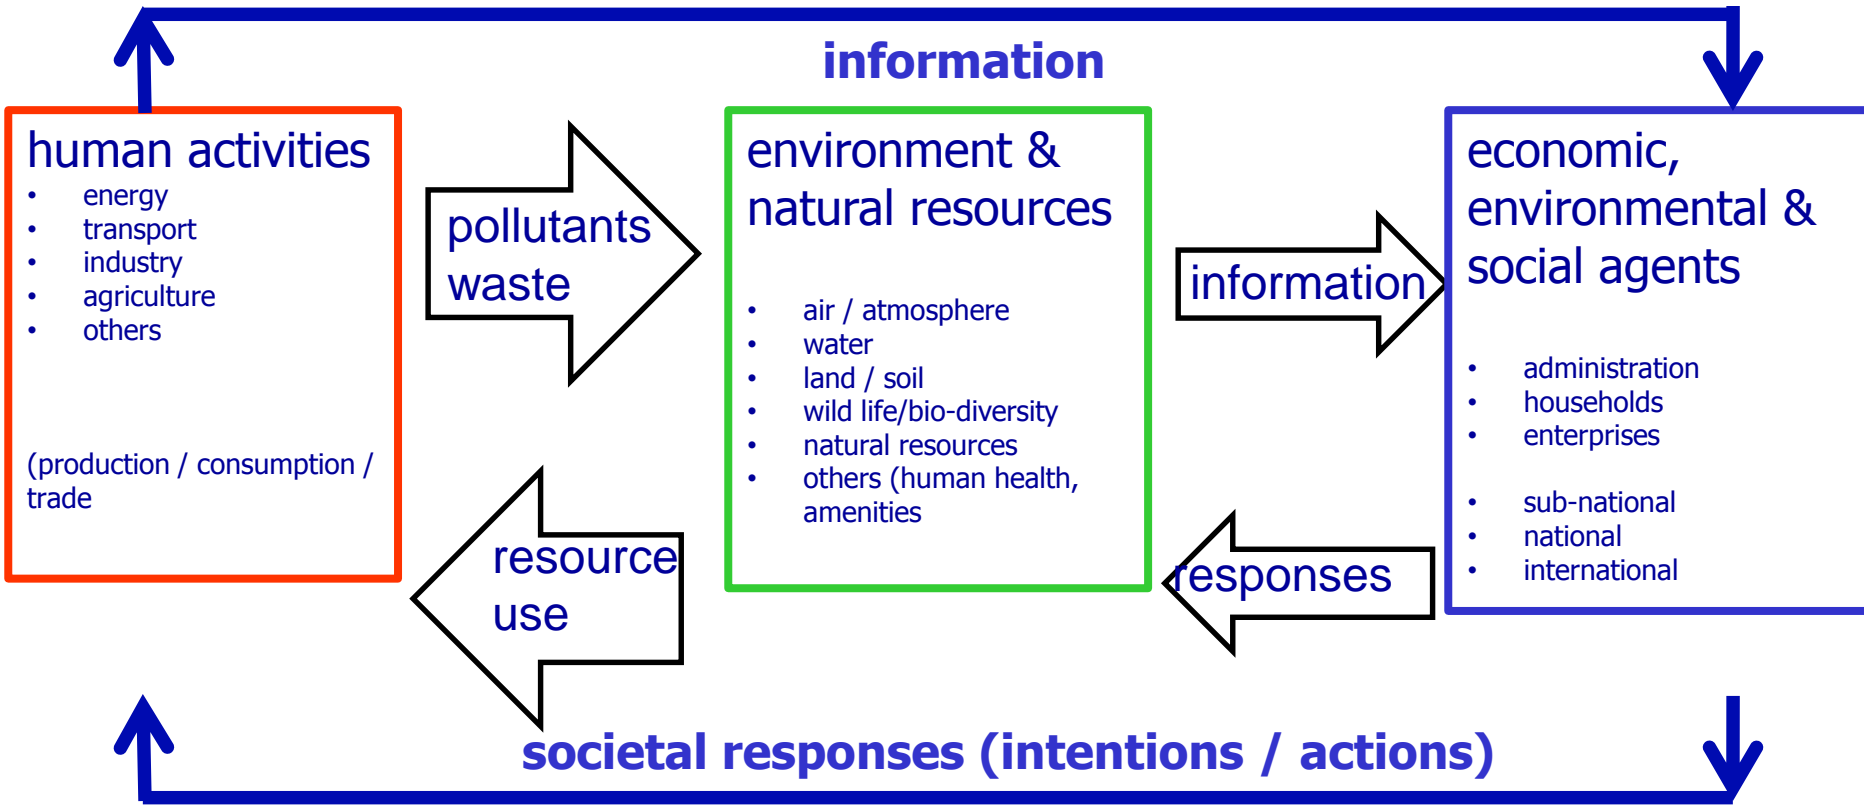 information
human activities
• energy
• transport
• industry
• agriculture
• others
(production / consumption /
trade
pollutants
waste
resource
use
environment &
natural resources
• air / atmosphere
• water
• land / soil
• wild life/bio-diversity
• natural resources
• others (human health,
amenities
information
responses
economic,
environmental &
social agents
• administration
• households
• enterprises
• sub-national
• national
• international
societal responses (intentions / actions)